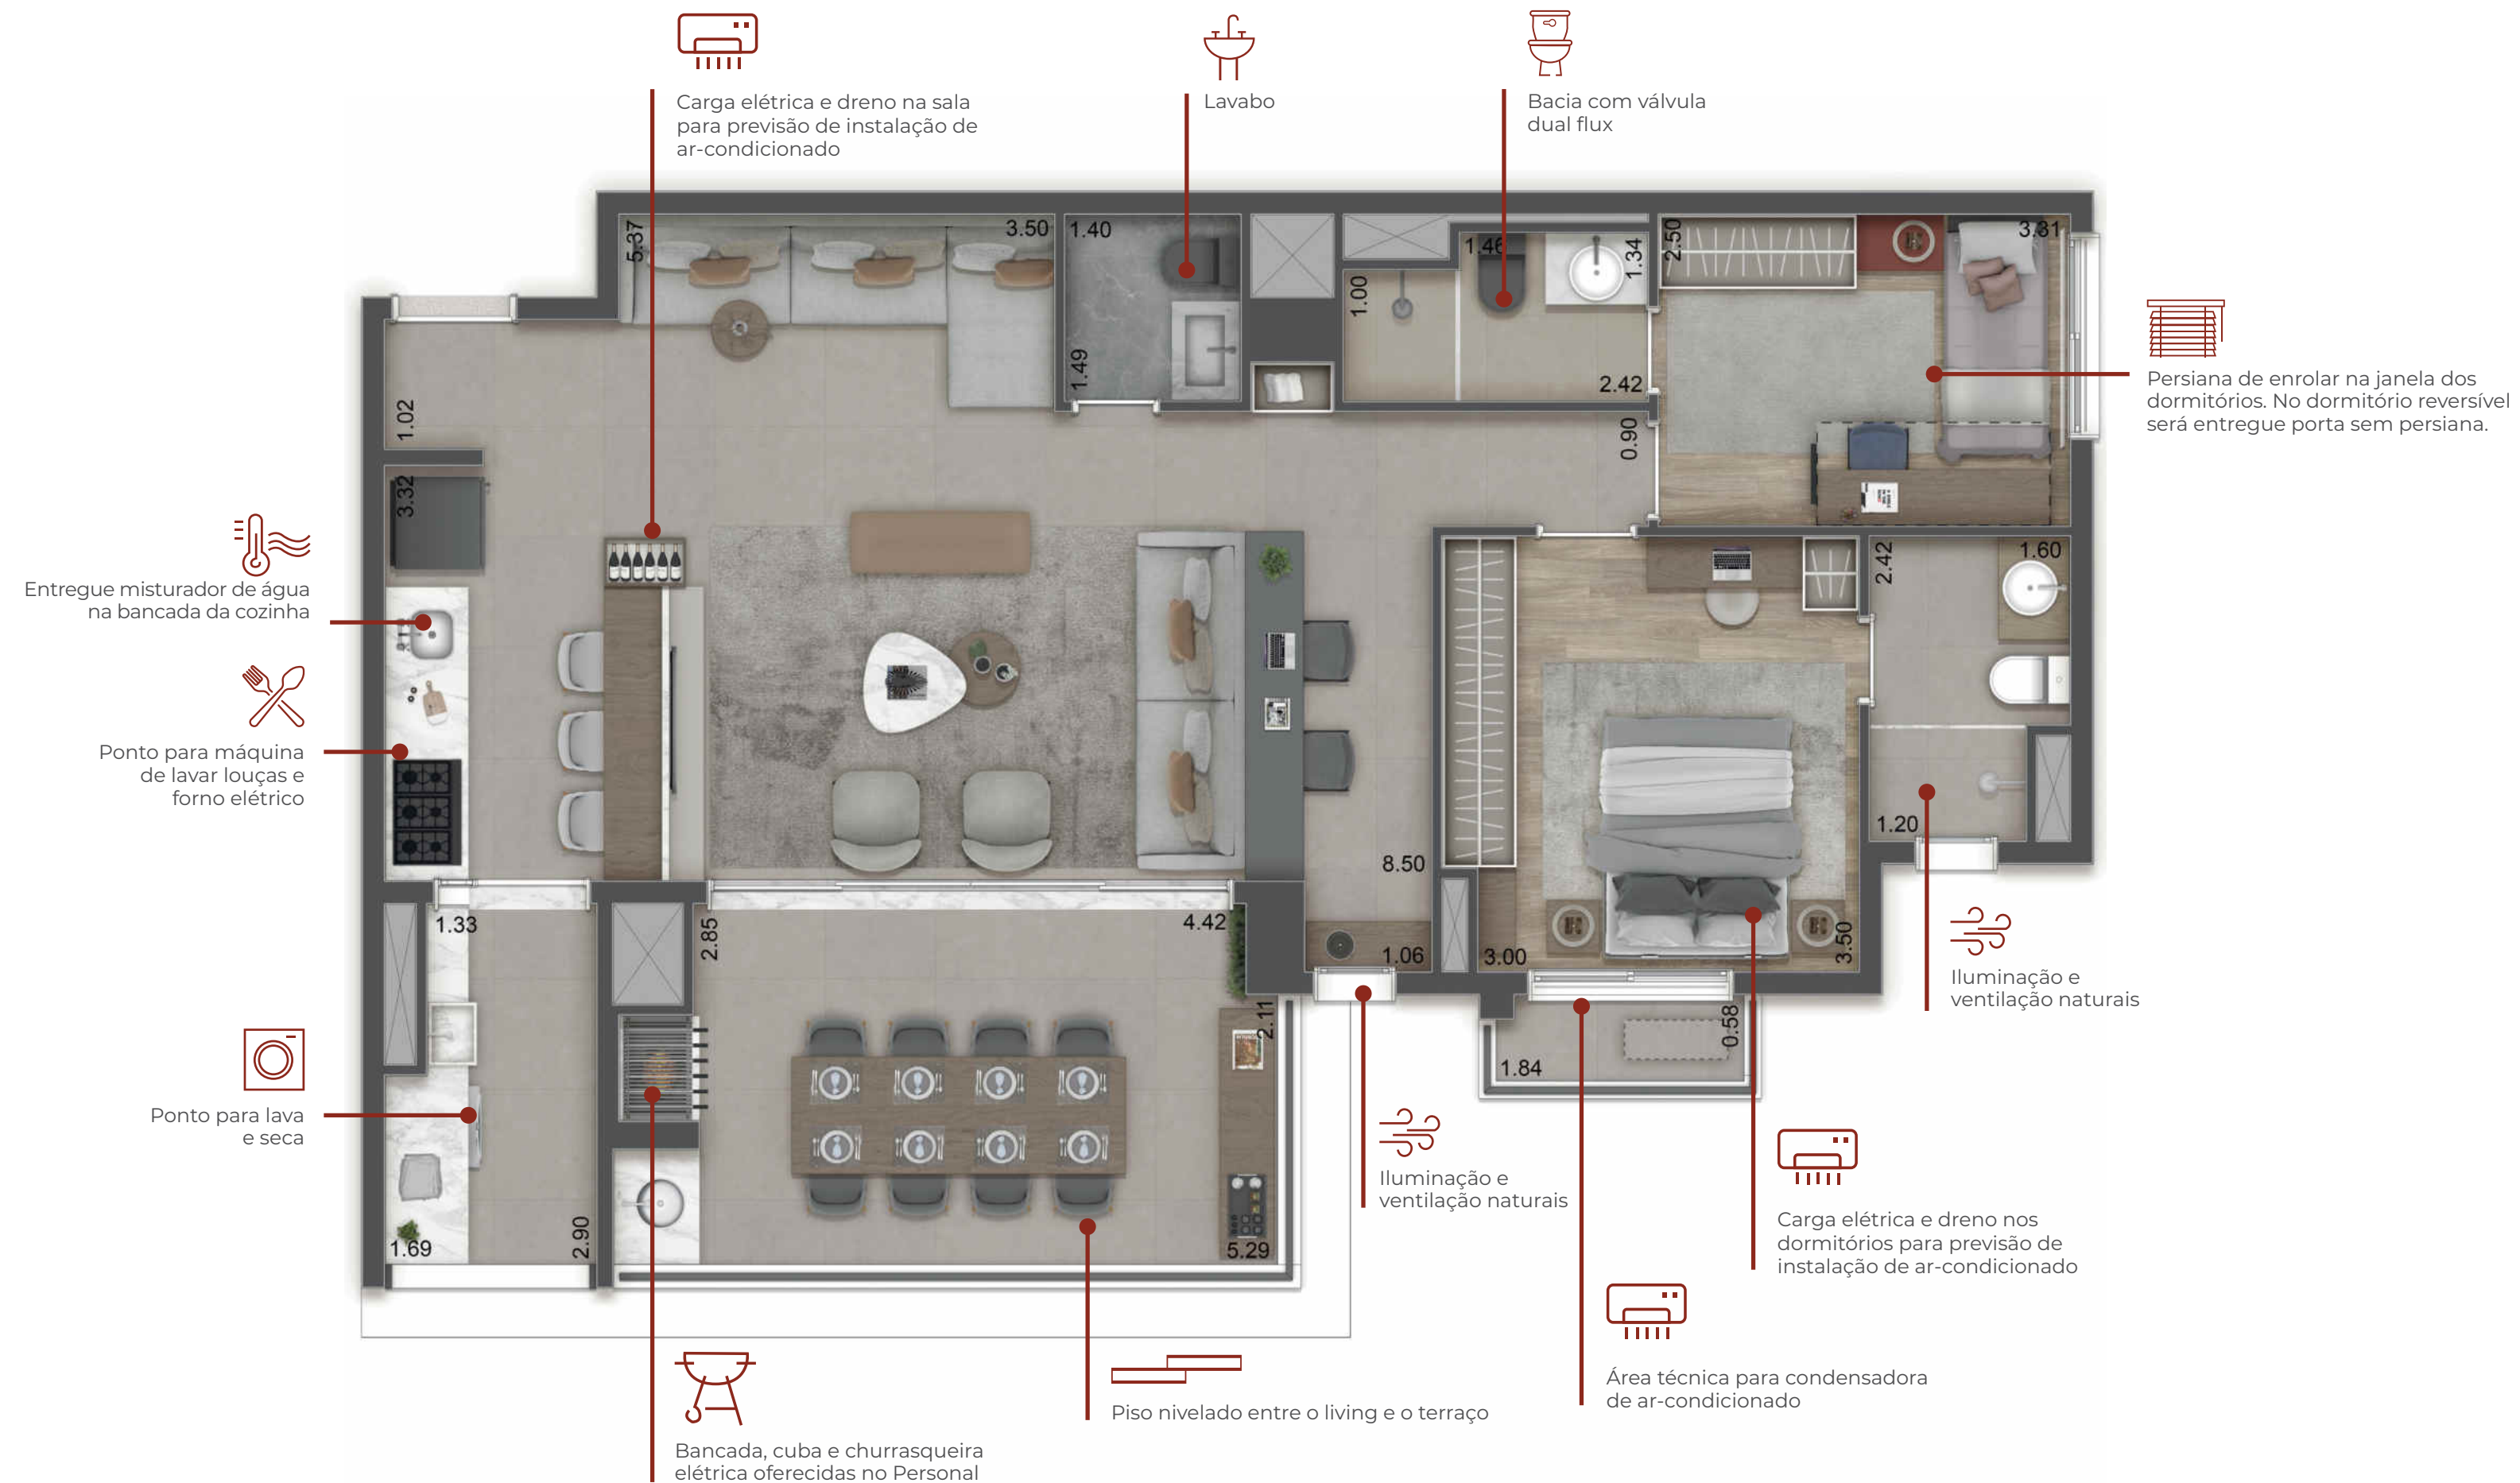 Carga elétrica e dreno na sala
para previsão de instalação de
ar-condicionado
Lavabo
Bacia com válvula
dual flux
5.37
3.50
1.40
1.49
1.46
1.34
1.00
2.42
2.50
3.31
Persiana de enrolar na janela dos
dormitórios. No dormitório reversível
será entregue porta sem persiana.
1.02
0.90
3.32
Entregue misturador de água
na bancada da cozinha
2.42
1.60
Ponto para máquina
de lavar louças e
forno elétrico
1.20
8.50
1.33
2.85
4.42
1.06
3.00
3.50
Iluminação e
ventilação naturais
2.11
0.58
1.84
Ponto para lava
e seca
Iluminação e
ventilação naturais
1.69
2.90
5.29
Carga elétrica e dreno nos
dormitórios para previsão de
instalação de ar-condicionado
Área técnica para condensadora
de ar-condicionado
Piso nivelado entre o living e o terraço
Bancada, cuba e churrasqueira
elétrica oferecidas no Personal